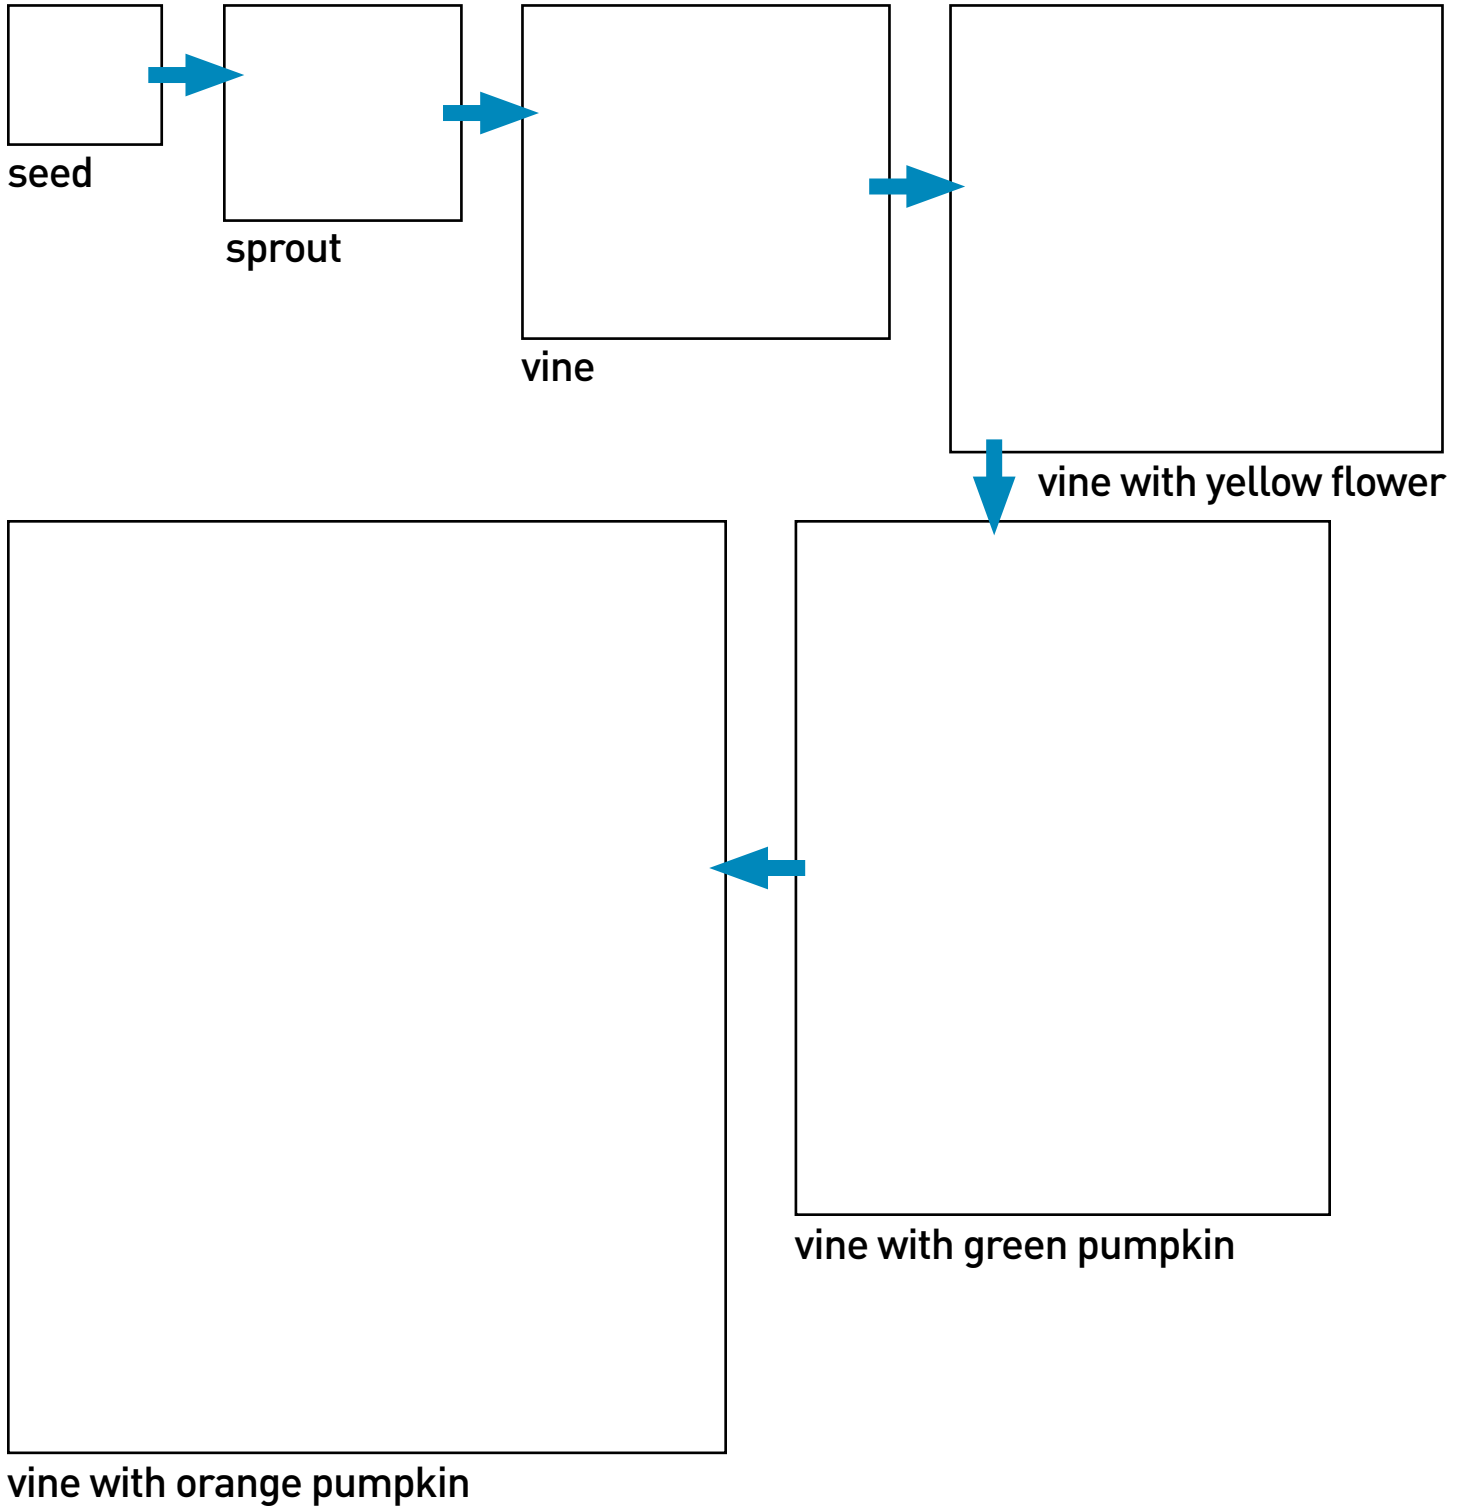 seed
sprout
vine
vine with yellow flower
vine with green pumpkin
vine with orange pumpkin